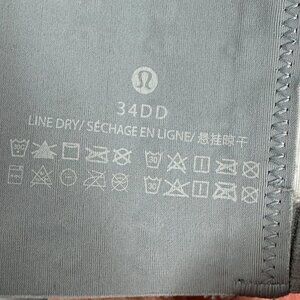 34DD
LINE DRY/ SÉCHAGE EN LIGNE/ 悬挂晾干